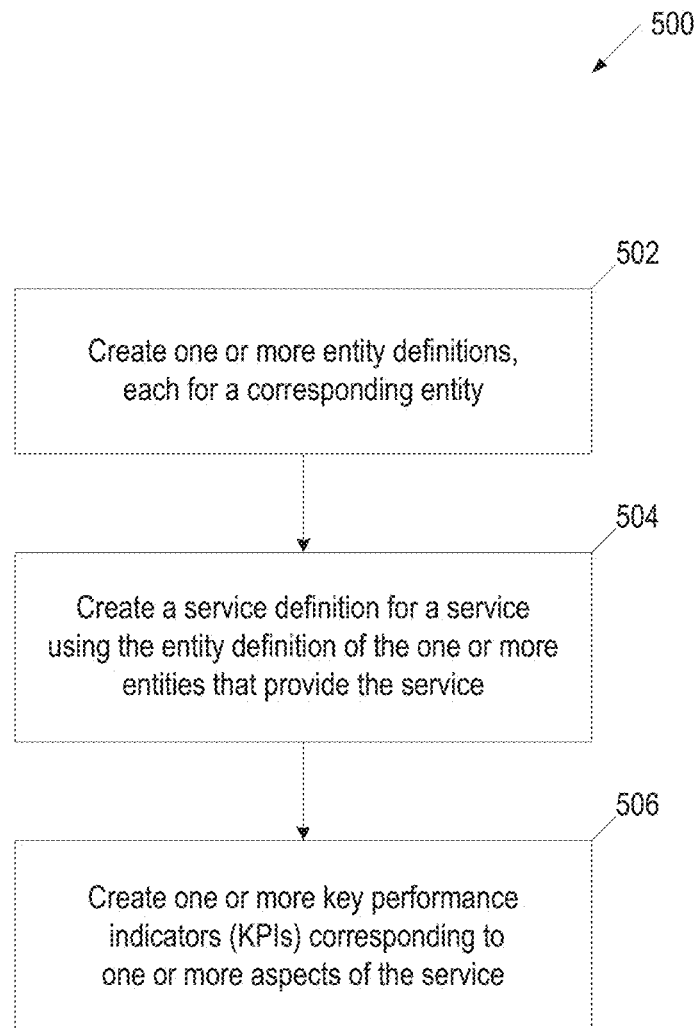 500
502
Create one or more entity definitions,
each for a corresponding entity
504
Create a service definition for a service
using the entity definition of the one or more
entities that provide the service
506
Create one or more key performance
indicators (KPIs) corresponding to
one or more aspects of the service